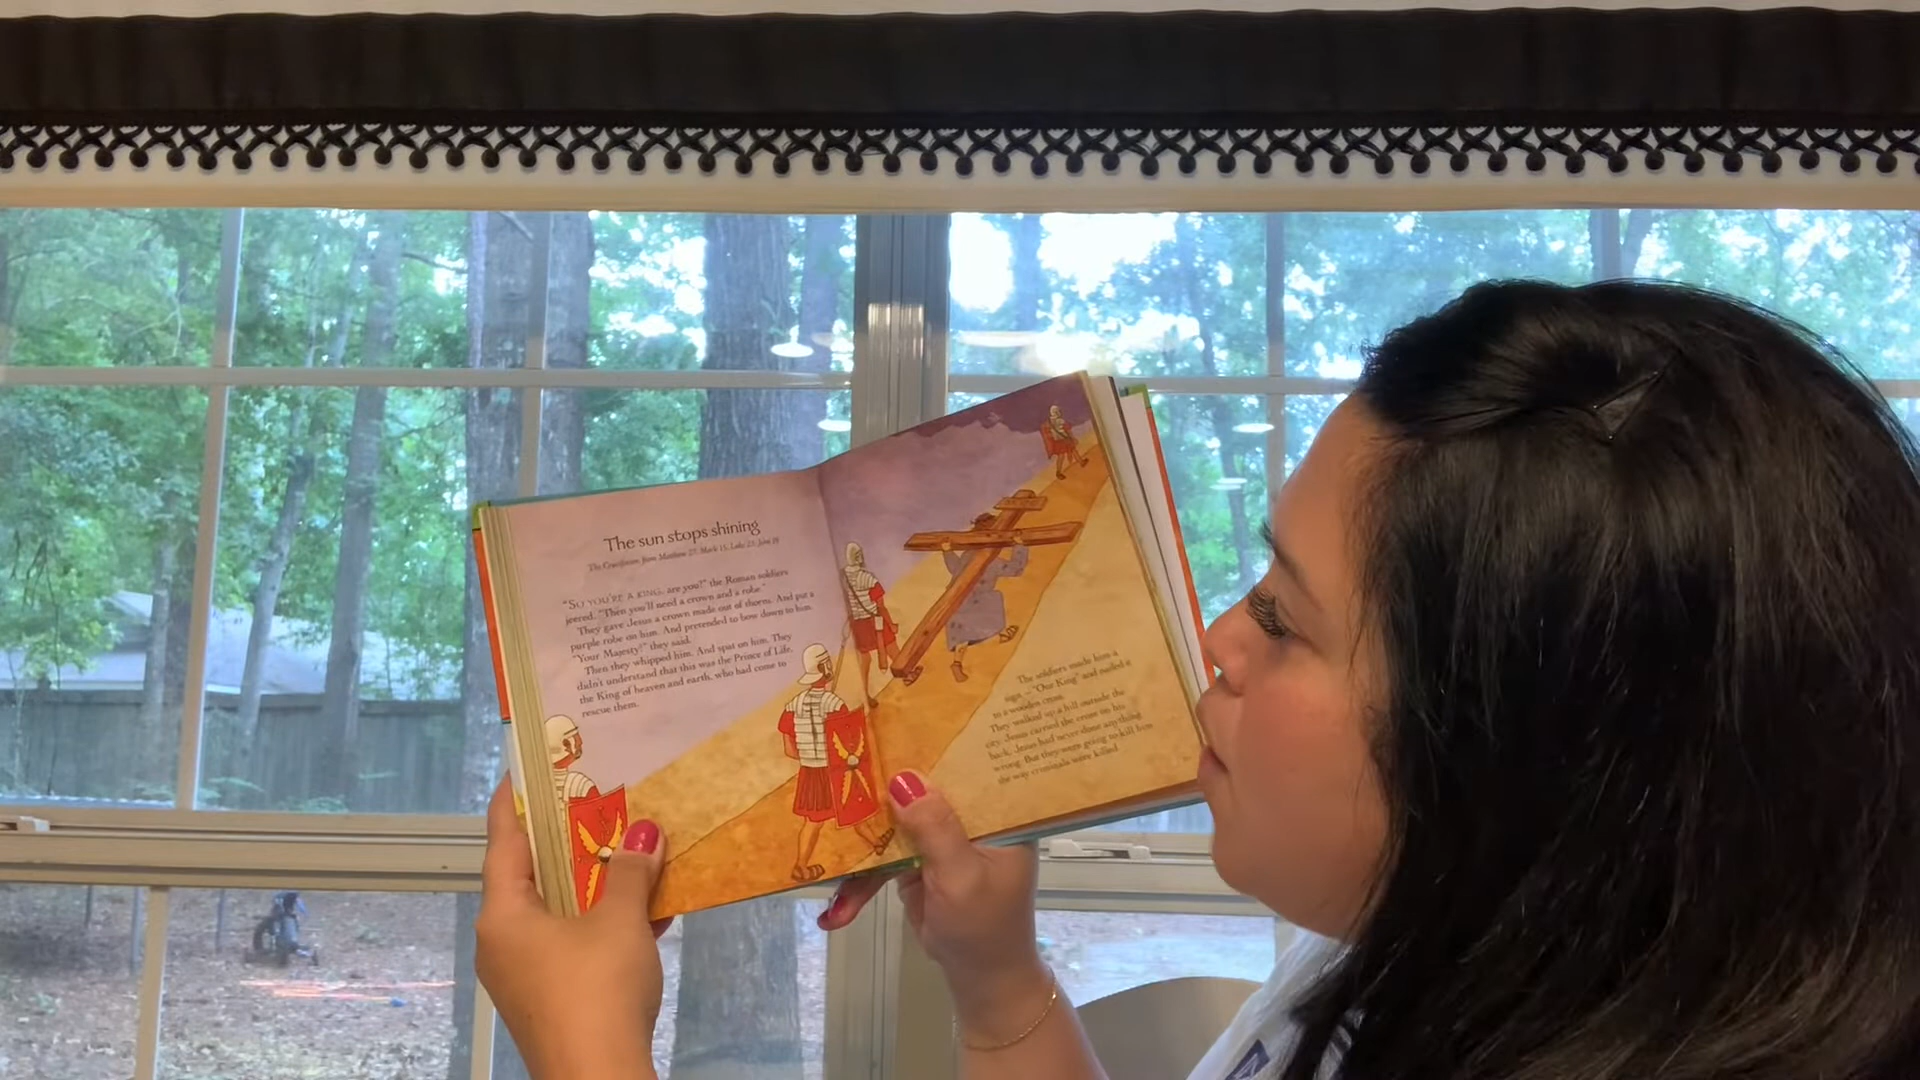 The sun stops shining
The Crucifixion, from Matthew 27, Mark 15, Luke 23, John 19
"SO YOU'RE A KING, are you?" the Roman soldiers
jeered. "Then you'll need a crown and a robe."
They gave Jesus a crown made out of thorns. And put a
purple robe on him. And pretended to bow down to him.
"Your Majesty!" they said.
Then they whipped him. And spat on him. They
didn't understand that this was the Prince of Life,
the King of heaven and earth, who had come to
rescue them.
The soldiers made him a
sign – "Our King" and nailed it
to a wooden cross.
They walked up a hill outside the
city. Jesus carried the cross on his
back. Jesus had never done anything
wrong. But they were going to kill him
the way criminals were killed.